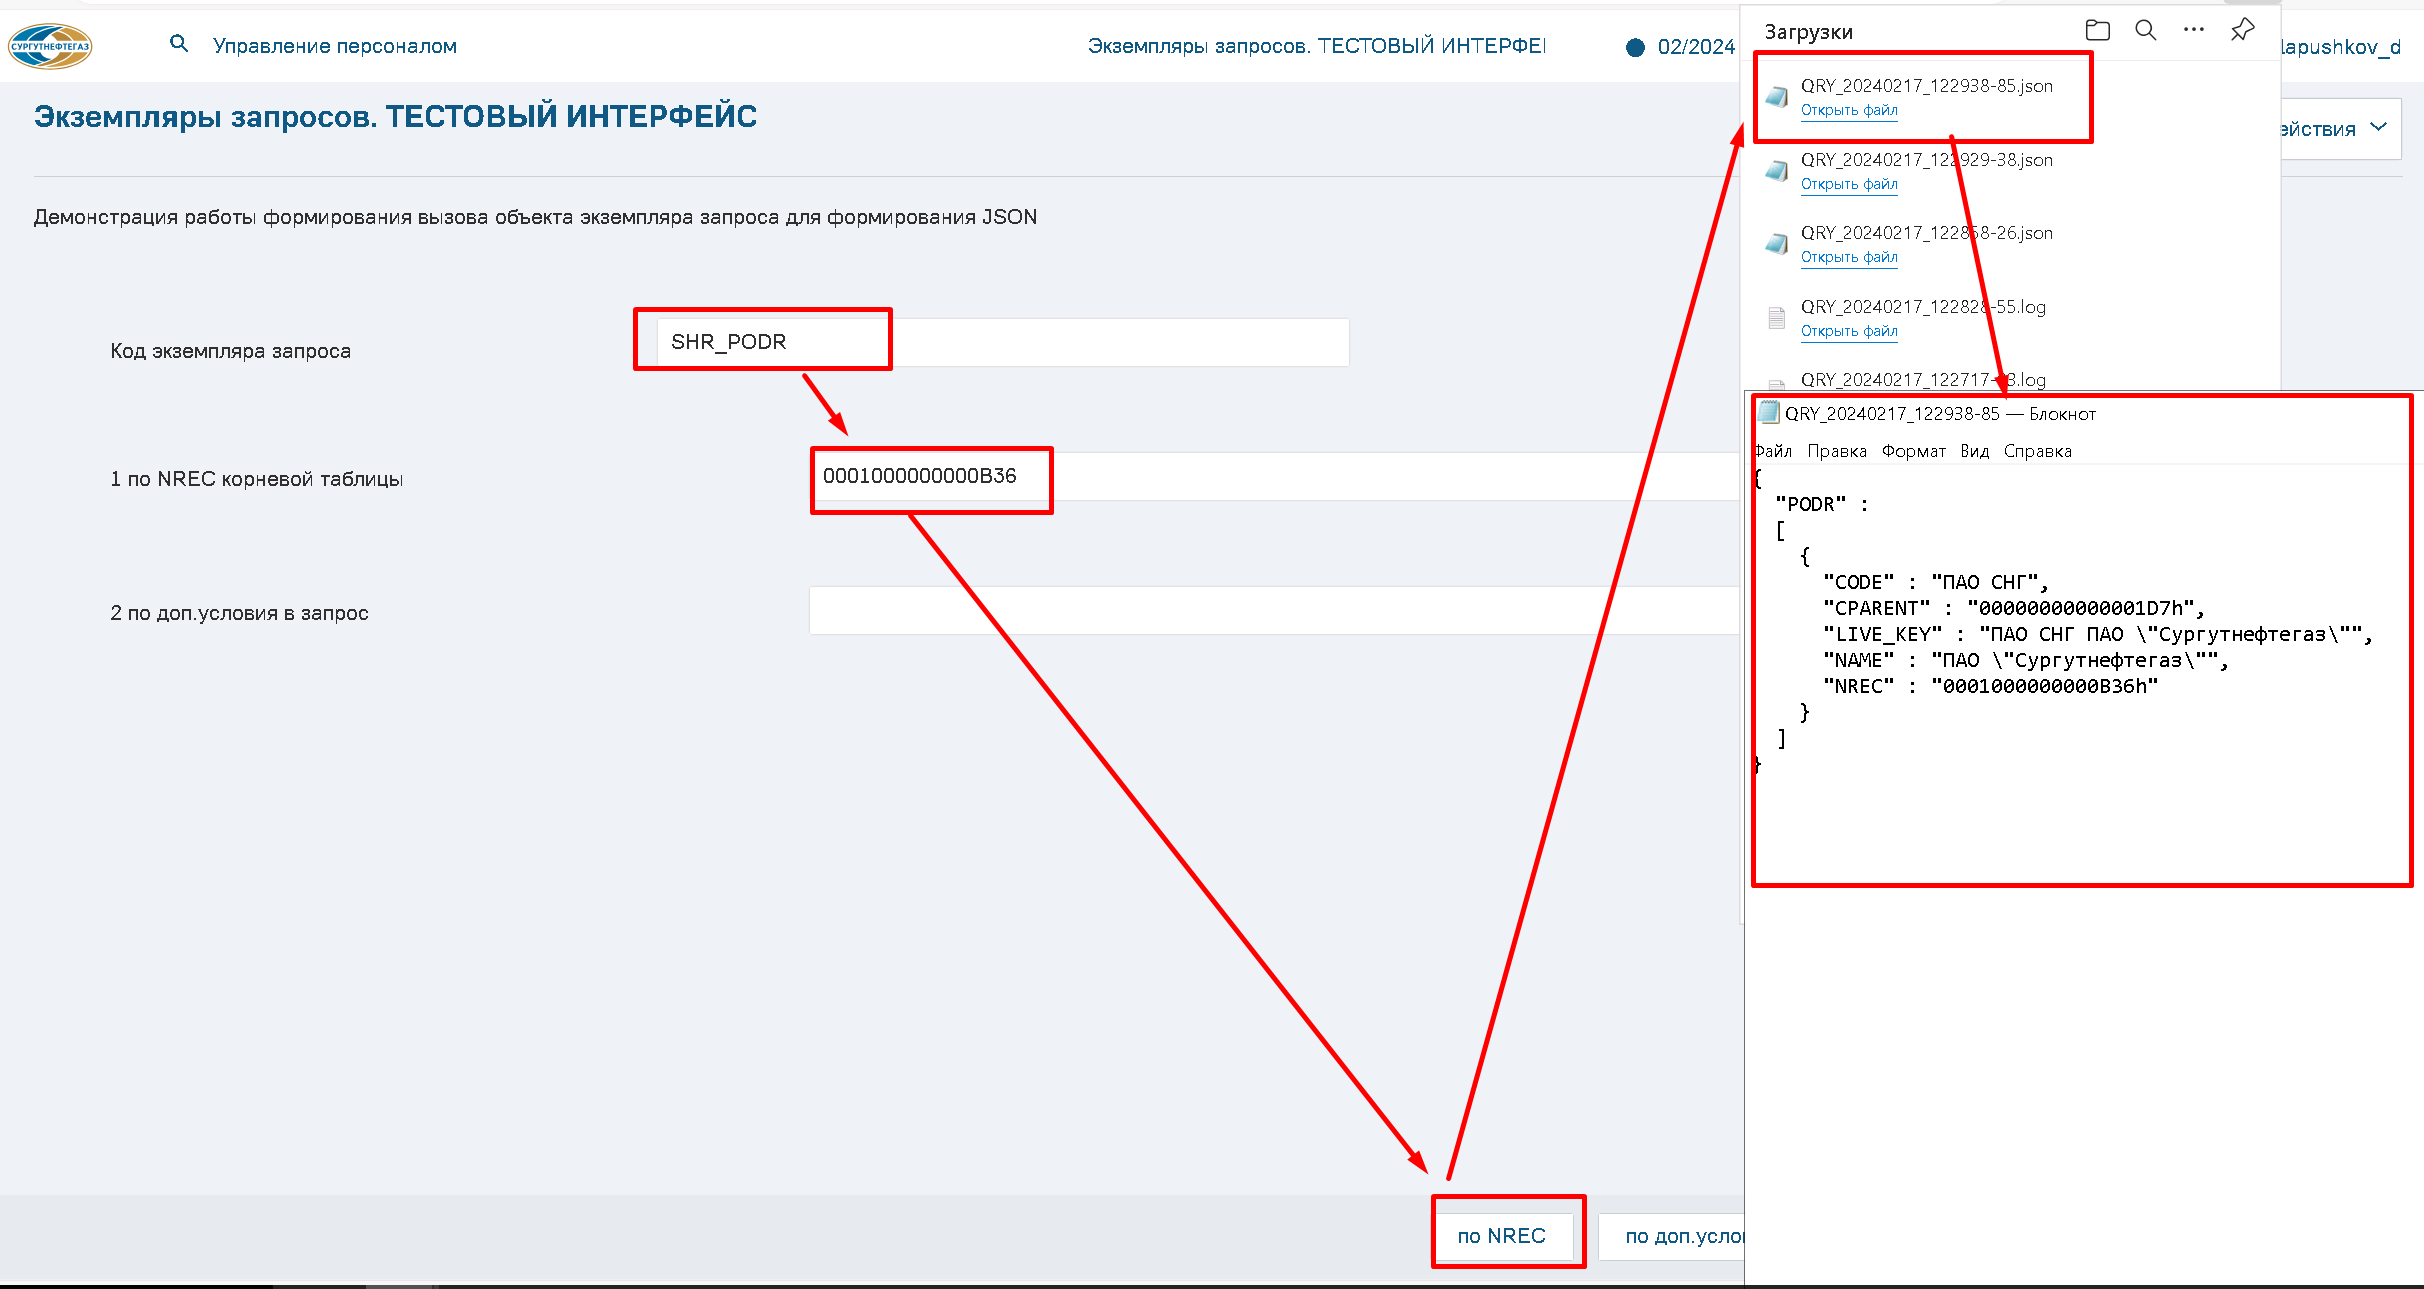 СУРГУТНЕФТЕГАЗ
Управление персоналом
Экземпляры запросов. ТЕСТОВЫЙ ИНТЕРФЕ
02/2024
lapushkov_d
Экземпляры запросов. ТЕСТОВЫЙ ИНТЕРФЕЙС
ействия
Демонстрация работы формирования вызова объекта экземпляра запроса для формирования JSON
Код экземпляра запроса
SHR_PODR
1 по NREC корневой таблицы
0001000000000B36
2 по доп.условия в запрос
по NREC
по доп.усло
Загрузки
QRY_20240217_122938-85.json
Открыть файл
QRY_20240217_122929-38.json
Открыть файл
QRY_20240217_122858-26.json
Открыть файл
QRY_20240217_122828-55.log
Открыть файл
QRY_20240217_122717- 3.log
QRY_20240217_122938-85 — Блокнот
Файл Правка Формат Вид Справка
{
"PODR" :
[
{
"CODE" : "ПАО СНГ",
"CPARENT" : "00000000000001D7h",
"LIVE_KEY" : "ПАО СНГ ПАО \"Сургутнефтегаз\"",
"NAME" : "ПАО \"Сургутнефтегаз\"",
"NREC" : "0001000000000B36h"
}
]
}